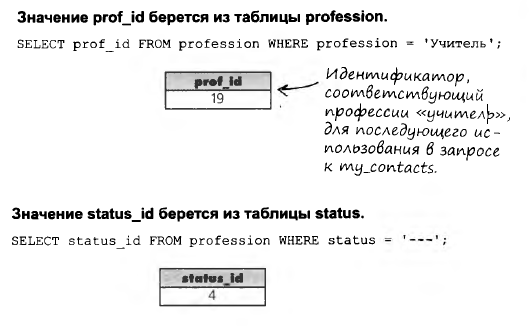 Значение prof_id берется из таблицы profession.
SELECT prof_id FROM profession WHERE profession = 'Учитель';
prof_id
19
Идентификатор,
соответствующий
профессии «учитель»,
для последующего ис-
пользования в запросе
к my_contacts.
Значение status_id берется из таблицы status.
SELECT status_id FROM profession WHERE status = '---';
status_id
4